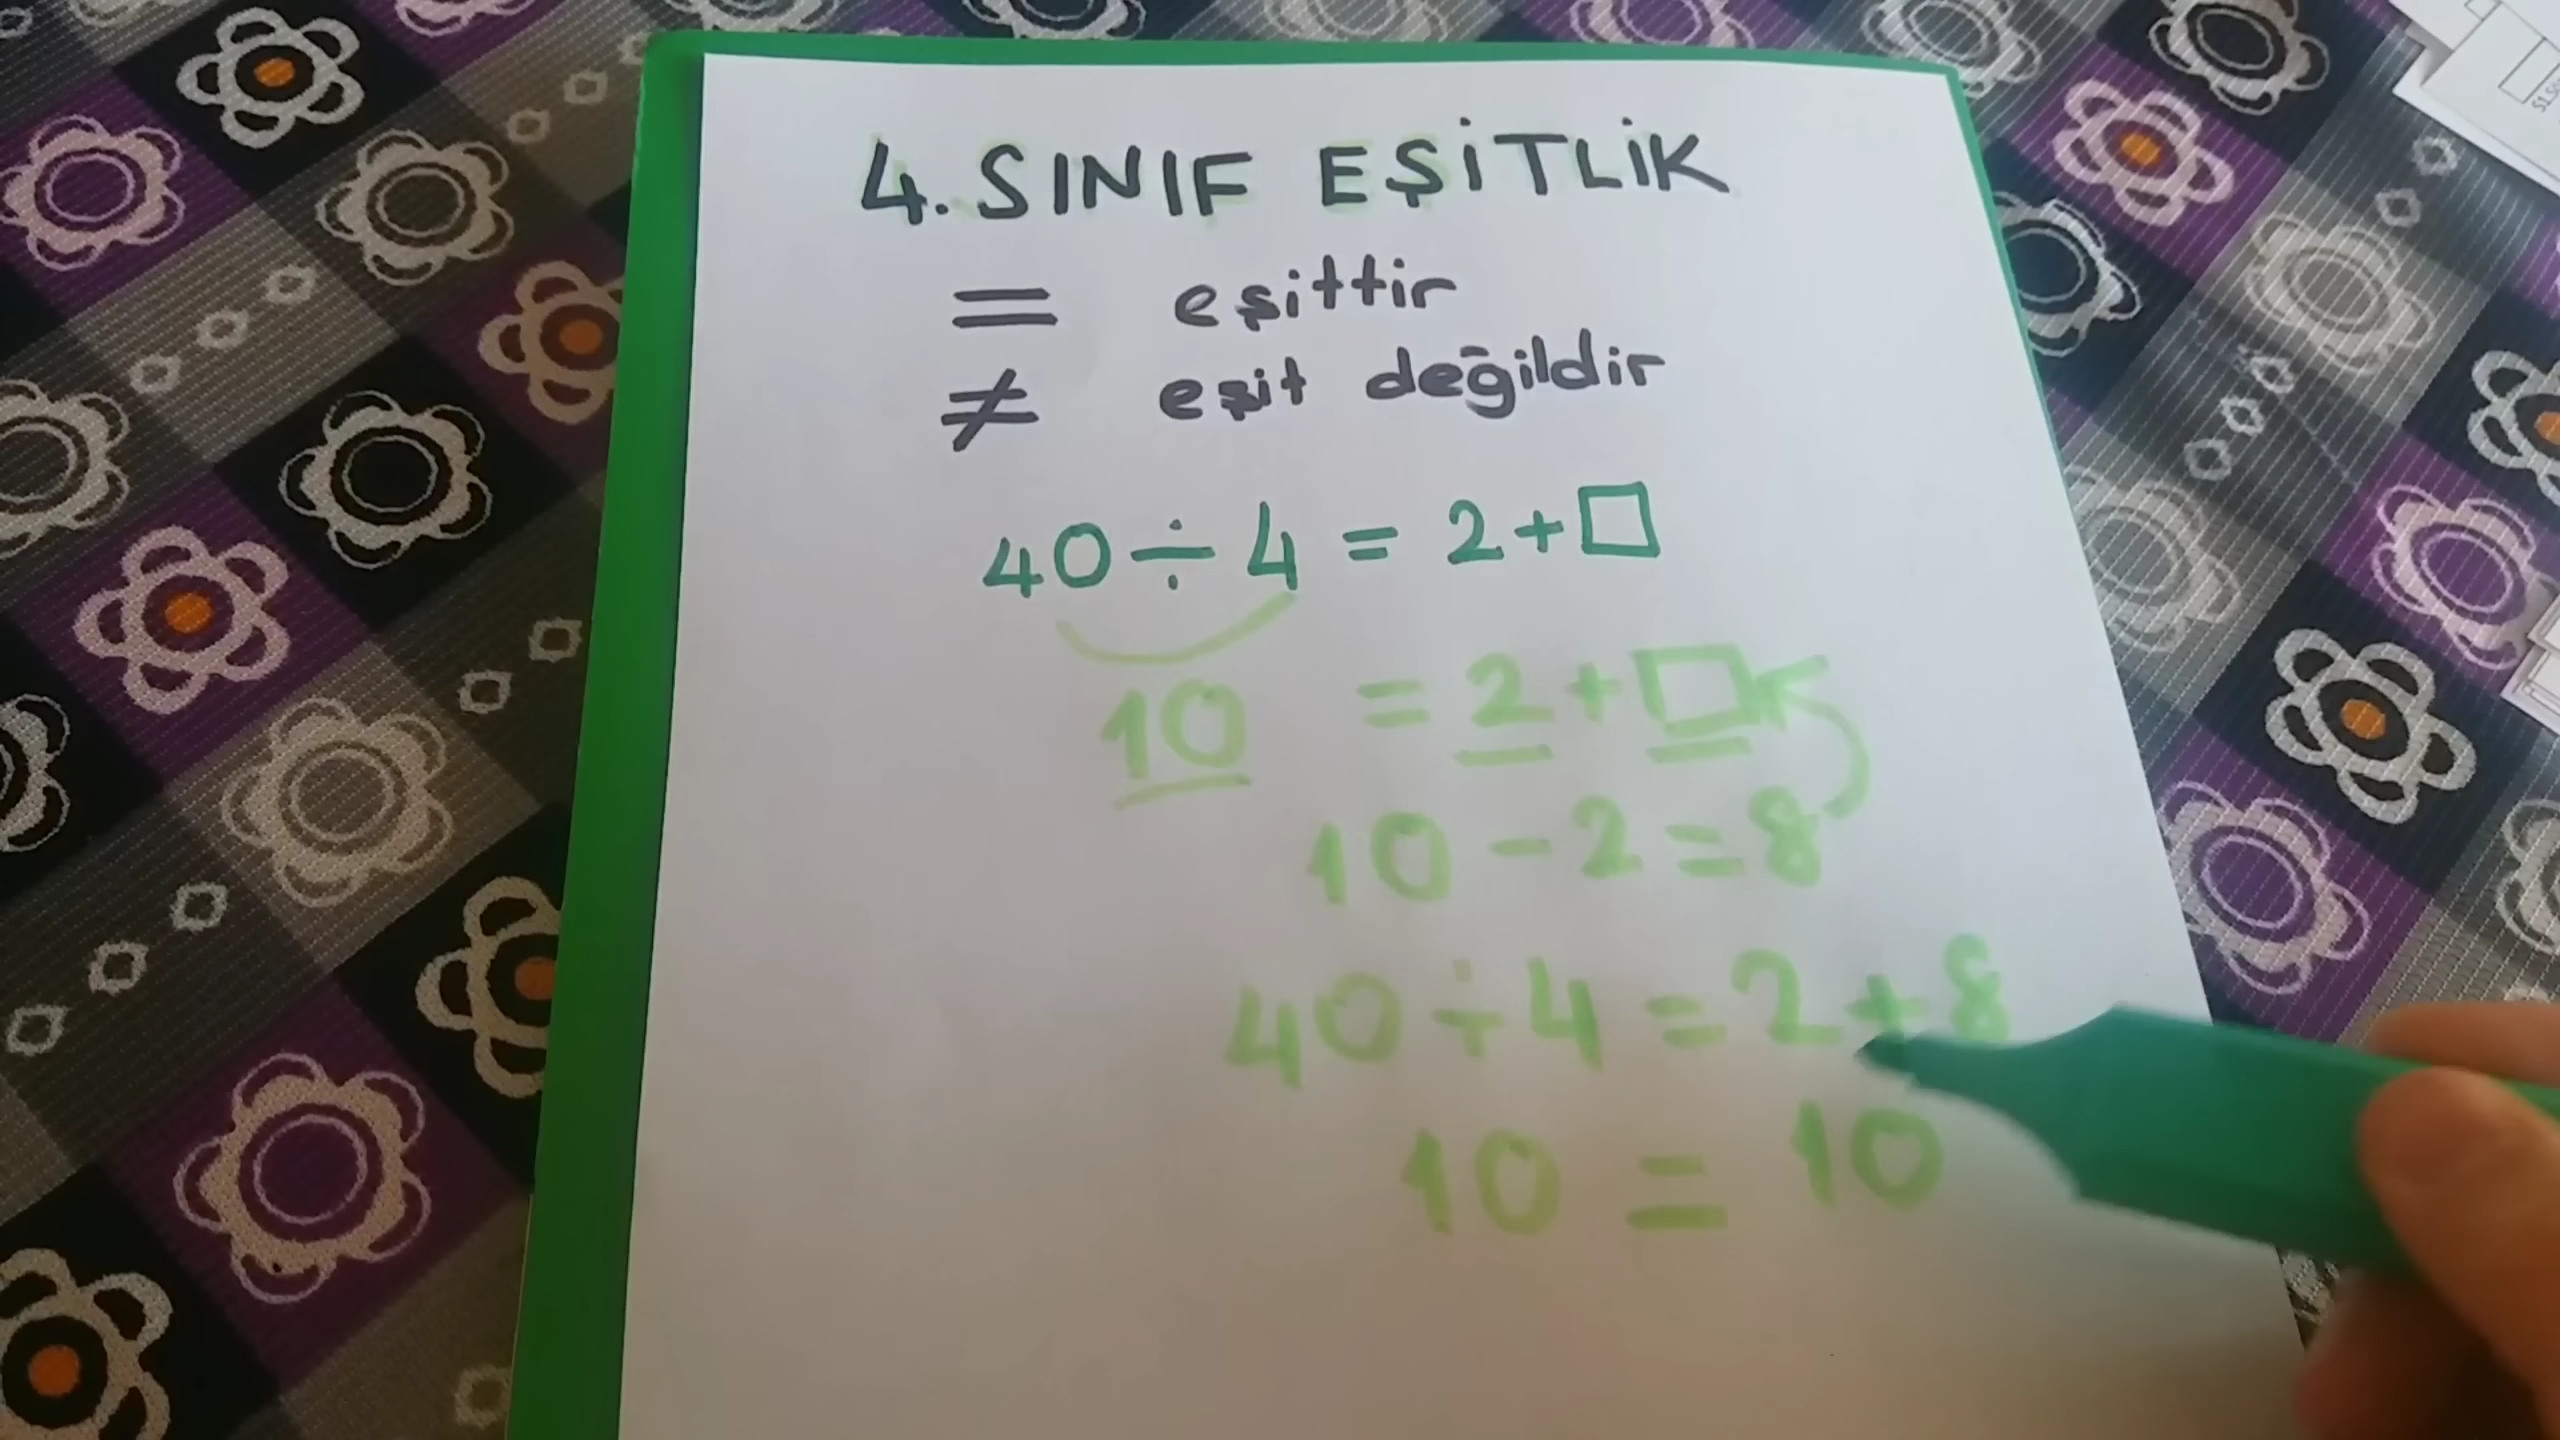 4. SINIF EŞİTLİK
= eşittir
≠ eşit değildir
40 ÷ 4 = 2 + □
10 = 2 + □
10 - 2 = 8
40 ÷ 4 = 2 + 8
10 = 10